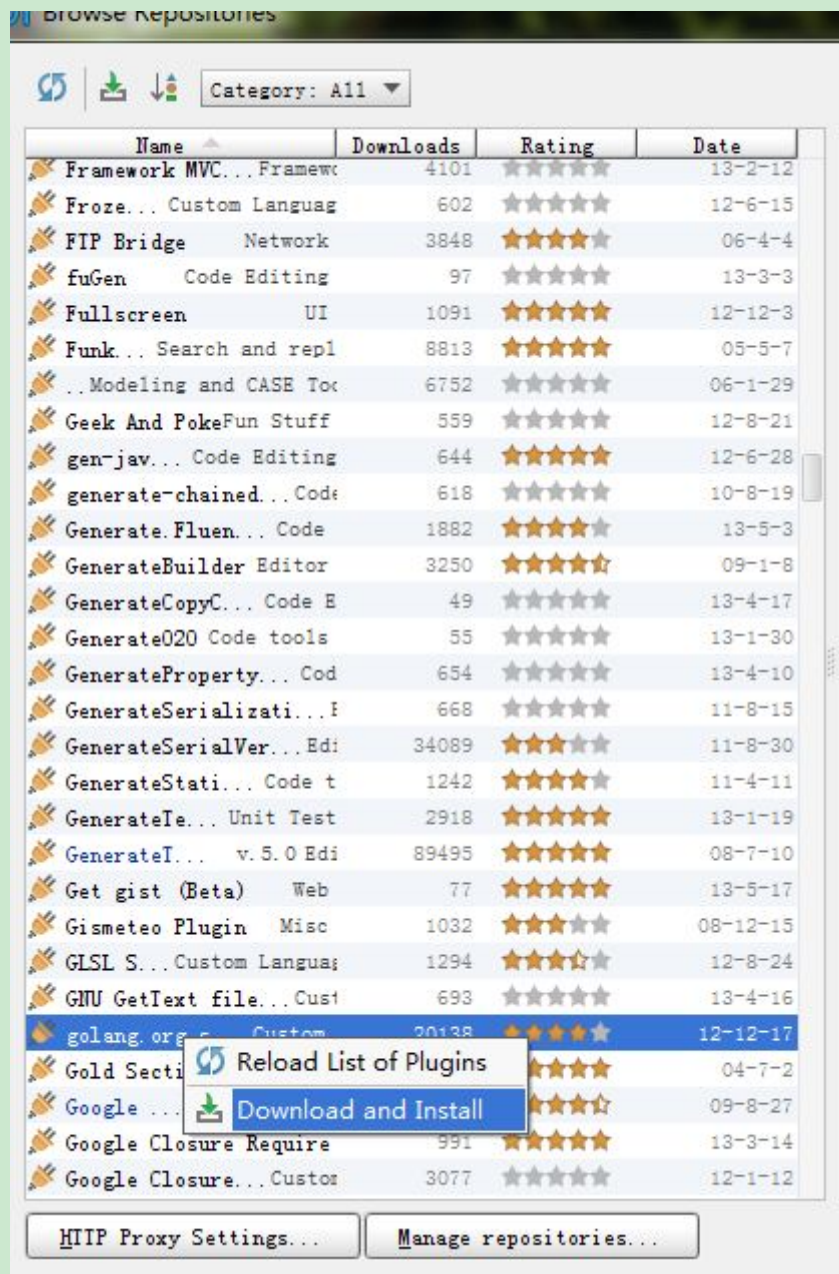 Browse Repositories
Category: All
Name Downloads Rating Date
Framework MVC... Framewo 4101 13-2-12
Froze... Custom Languag 602 12-6-15
FTP Bridge Network 3848 06-4-4
fuGen Code Editing 97 13-3-3
Fullscreen UI 1091 12-12-3
Funk... Search and repl 8813 05-5-7
..Modeling and CASE Too 6752 06-1-29
Geek And Poke Fun Stuff 559 12-8-21
gen-jav... Code Editing 644 12-6-28
generate-chained... Code 618 10-8-19
Generate.Fluen... Code 1882 13-5-3
GenerateBuilder Editor 3250 09-1-8
GenerateCopyC... Code E 49 13-4-17
GenerateO2O Code tools 55 13-1-30
GenerateProperty... Cod 654 13-4-10
GenerateSerializati... 668 11-8-15
GenerateSerialVer... Edi 34089 11-8-30
GenerateStati... Code t 1242 11-4-11
GenerateTe... Unit Test 2918 13-1-19
GenerateT... v.5.0 Edi 89495 08-7-10
Get gist (Beta) Web 77 13-5-17
Gismeteo Plugin Misc 1032 08-12-15
GLSL S... Custom Languag 1294 12-8-24
GNU GetText file... Cust 693 13-4-16
golang.org s... Custom 20138 12-12-17
Reload List of Plugins
Gold Secti 04-7-2
Download and Install
Google ... 09-8-27
Google Closure Require 991 13-3-14
Google Closure... Custom 3077 12-1-12
HTTP Proxy Settings... Manage repositories...